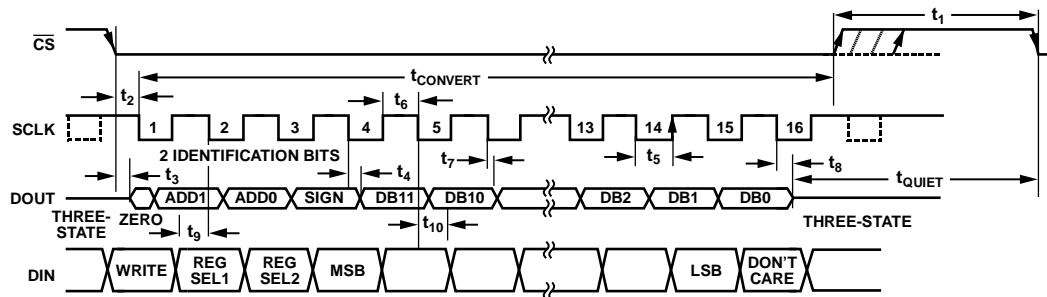 t1
CS
tCONVERT
t2
t6
SCLK
1 2 3 4 5 13 14 15 16
2 IDENTIFICATION BITS
t7
t5
t8
t3
t4
tQUIET
DOUT
ADD1 ADD0 SIGN DB11 DB10 DB2 DB1 DB0
THREE-STATE
ZERO
THREE-STATE
t9
t10
DIN
WRITE
REG SEL1
REG SEL2
MSB
LSB
DON'T CARE